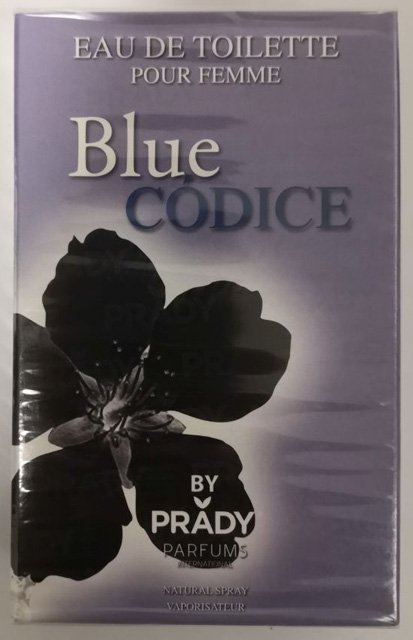 EAU DE TOILETTE
POUR FEMME
Blue
CÓDICE
BY
PRADY
PARFUMS
INTERNATIONAL
NATURAL SPRAY
VAPORISATEUR